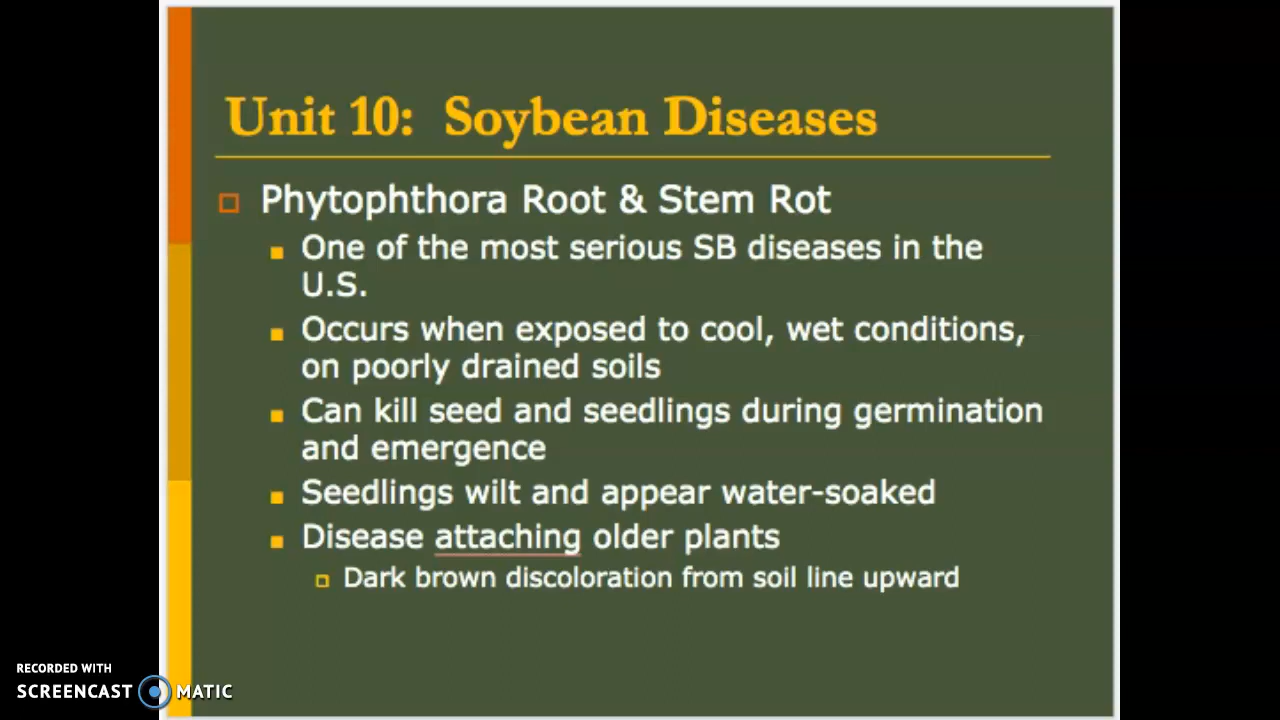 Unit 10: Soybean Diseases
Phytophthora Root & Stem Rot
One of the most serious SB diseases in the
U.S.
Occurs when exposed to cool, wet conditions,
on poorly drained soils
Can kill seed and seedlings during germination
and emergence
Seedlings wilt and appear water-soaked
Disease attaching older plants
Dark brown discoloration from soil line upward
RECORDED WITH
SCREENCAST MATIC